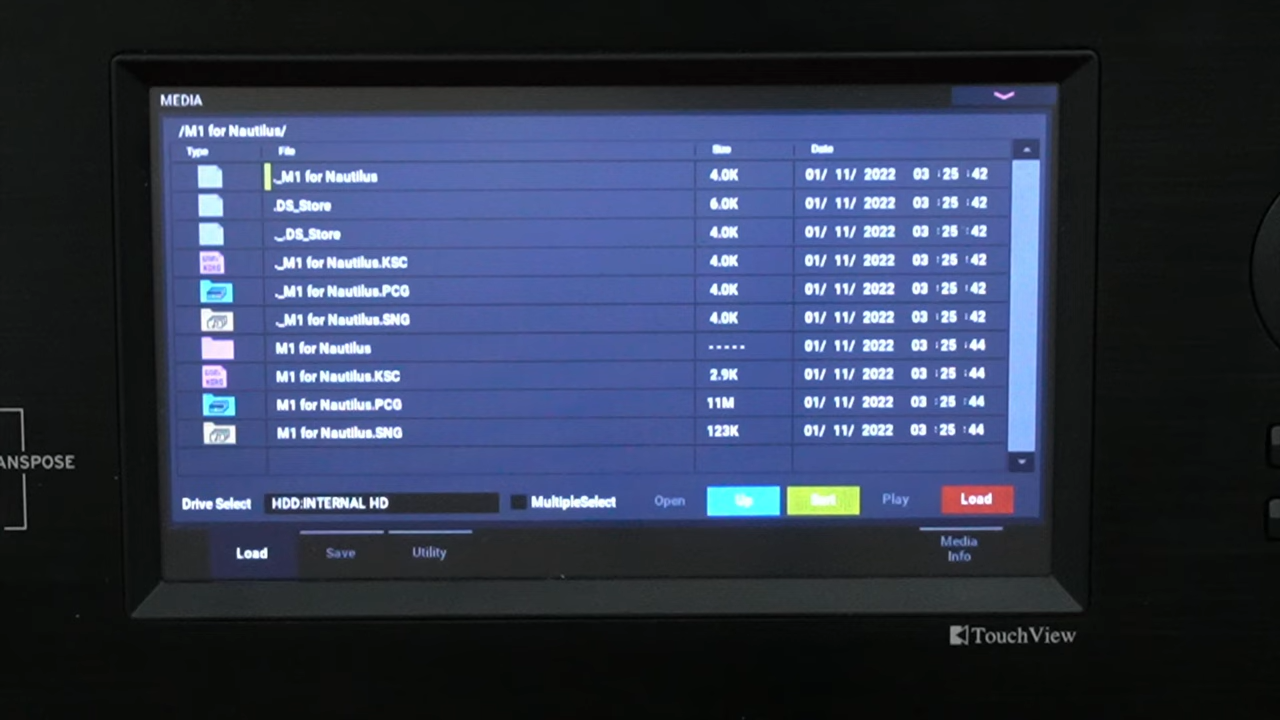 MEDIA
/M1 for Nautilus/
Type File Size Date
._M1 for Nautilus 4.0K 01/ 11/ 2022 03 :25 :42
.DS_Store 6.0K 01/ 11/ 2022 03 :25 :42
._.DS_Store 4.0K 01/ 11/ 2022 03 :25 :42
._M1 for Nautilus.KSC 4.0K 01/ 11/ 2022 03 :25 :42
._M1 for Nautilus.PCG 4.0K 01/ 11/ 2022 03 :25 :42
._M1 for Nautilus.SNG 4.0K 01/ 11/ 2022 03 :25 :42
M1 for Nautilus ----- 01/ 11/ 2022 03 :25 :44
M1 for Nautilus.KSC 2.9K 01/ 11/ 2022 03 :25 :44
M1 for Nautilus.PCG 11M 01/ 11/ 2022 03 :25 :44
M1 for Nautilus.SNG 123K 01/ 11/ 2022 03 :25 :44
Drive Select HDD:INTERNAL HD MultipleSelect Open Up Sort Play Load
Load Save Utility Media
Info
ANSPOSE
TouchView